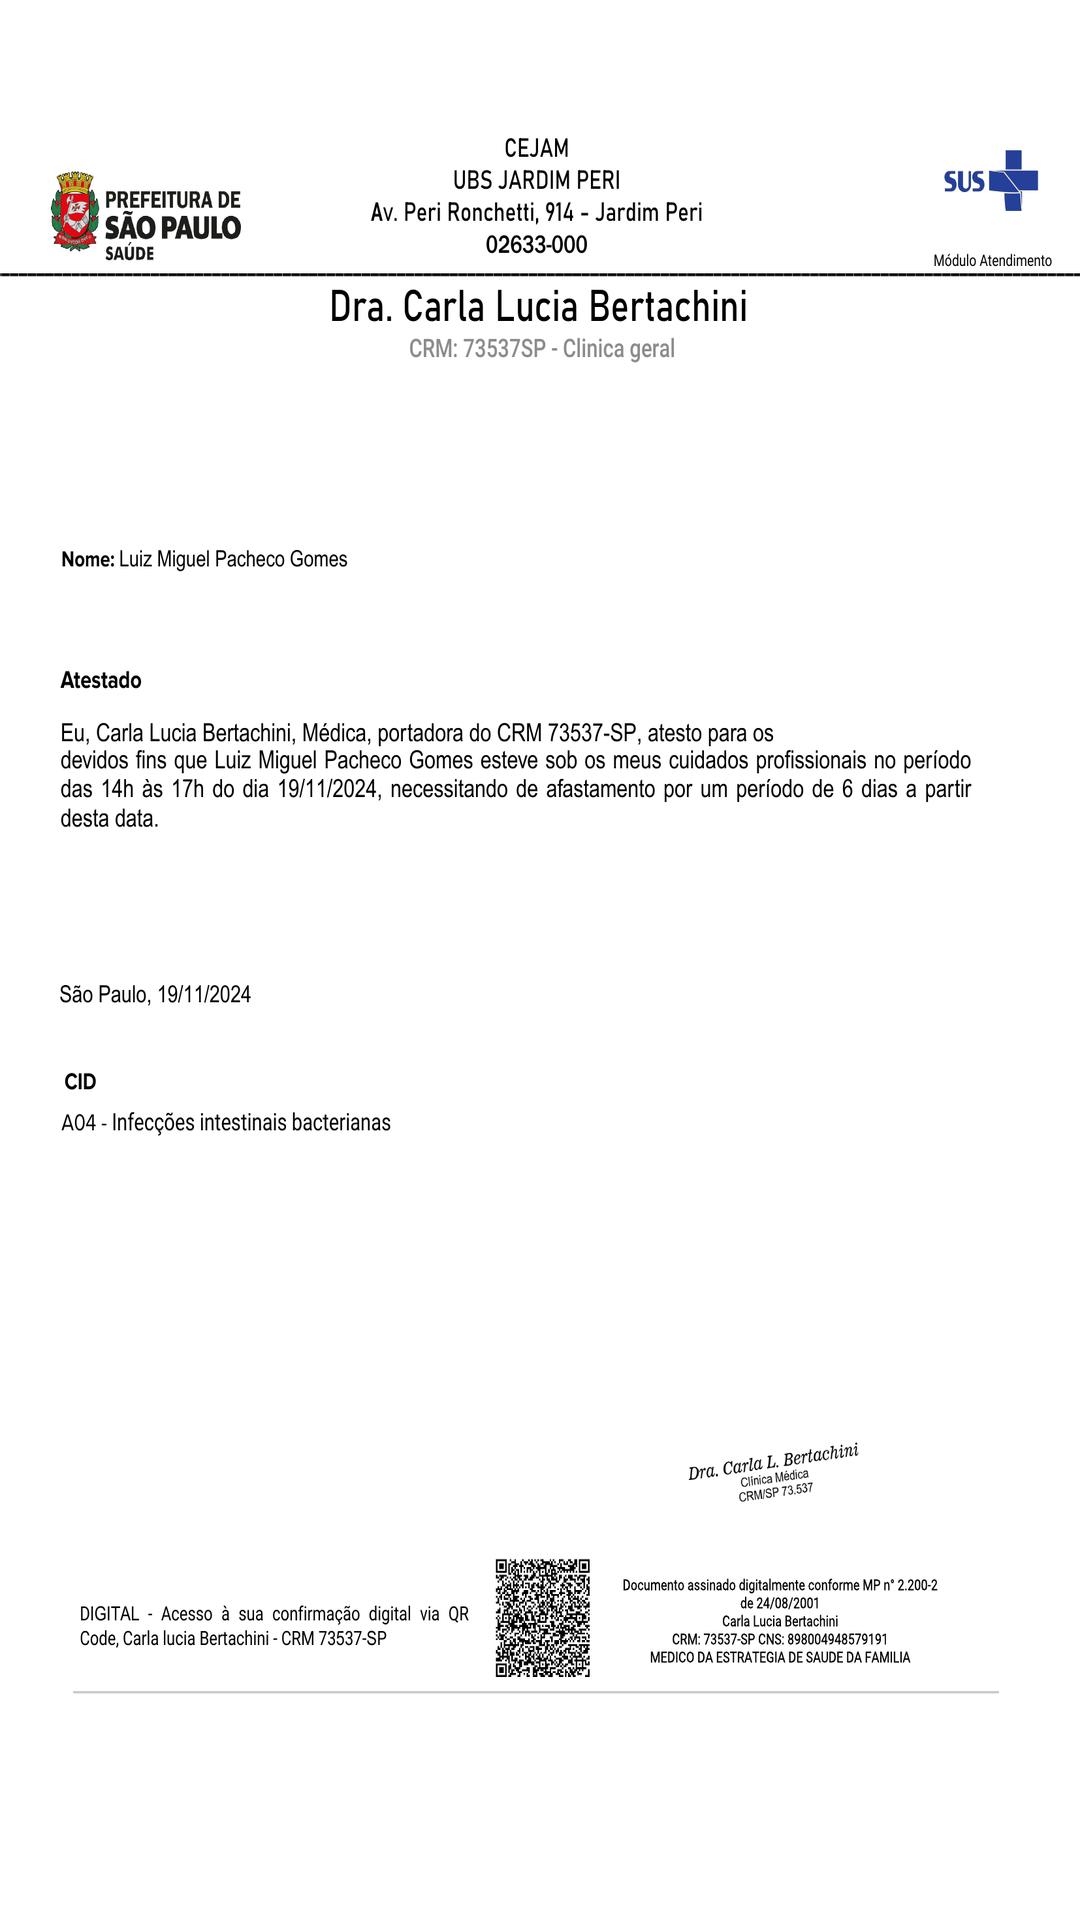 CEJAM
UBS JARDIM PERI
Av. Peri Ronchetti, 914 - Jardim Peri
02633-000
PREFEITURA DE
SÃO PAULO
SAÚDE
SUS
Módulo Atendimento
Dra. Carla Lucia Bertachini
CRM: 73537SP - Clinica geral
Nome: Luiz Miguel Pacheco Gomes
Atestado
Eu, Carla Lucia Bertachini, Médica, portadora do CRM 73537-SP, atesto para os
devidos fins que Luiz Miguel Pacheco Gomes esteve sob os meus cuidados profissionais no período
das 14h às 17h do dia 19/11/2024, necessitando de afastamento por um período de 6 dias a partir
desta data.
São Paulo, 19/11/2024
CID
A04 - Infecções intestinais bacterianas
Dra. Carla L. Bertachini
Clínica Médica
CRM/SP 73.537
DIGITAL - Acesso à sua confirmação digital via QR
Code, Carla lucia Bertachini - CRM 73537-SP
Documento assinado digitalmente conforme MP n° 2.200-2
de 24/08/2001
Carla Lucia Bertachini
CRM: 73537-SP CNS: 898004948579191
MEDICO DA ESTRATEGIA DE SAUDE DA FAMILIA